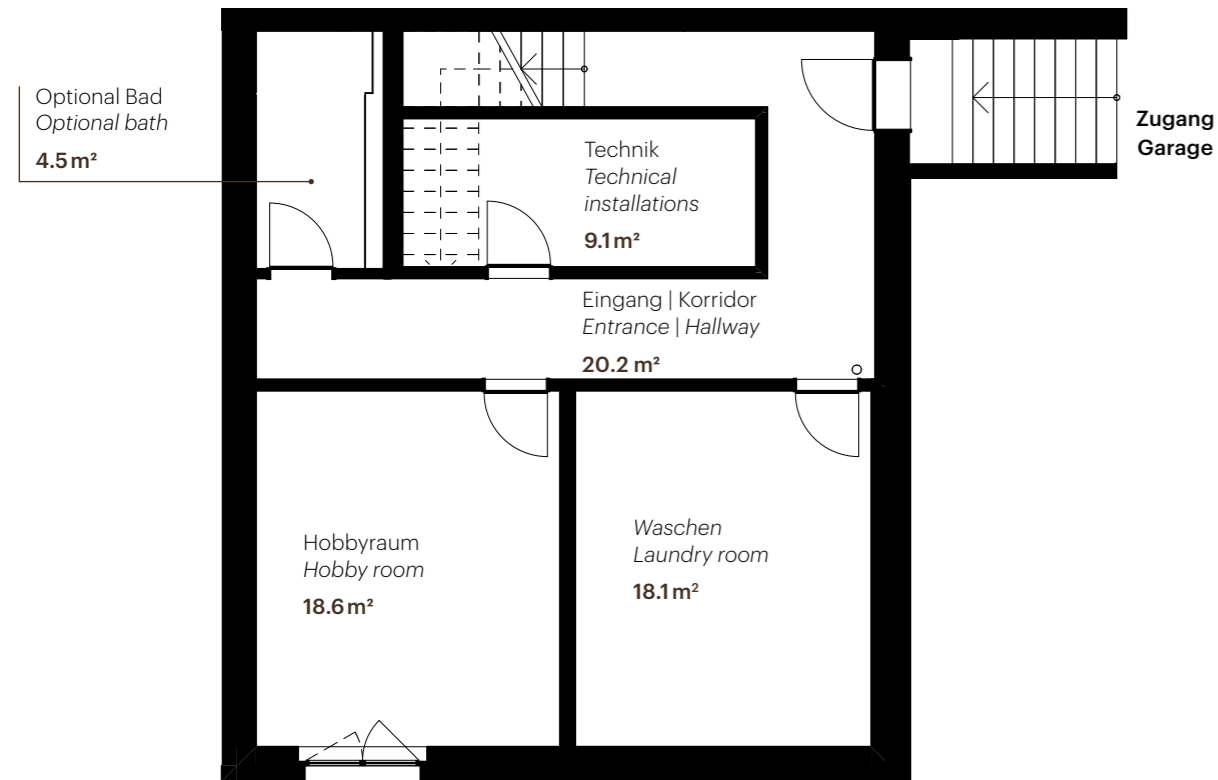 Optional Bad
Optional bath
4.5 m²
Technik
Technical
installations
9.1 m²
Zugang
Garage
Eingang | Korridor
Entrance | Hallway
20.2 m²
Hobbyraum
Hobby room
18.6 m²
Waschen
Laundry room
18.1 m²